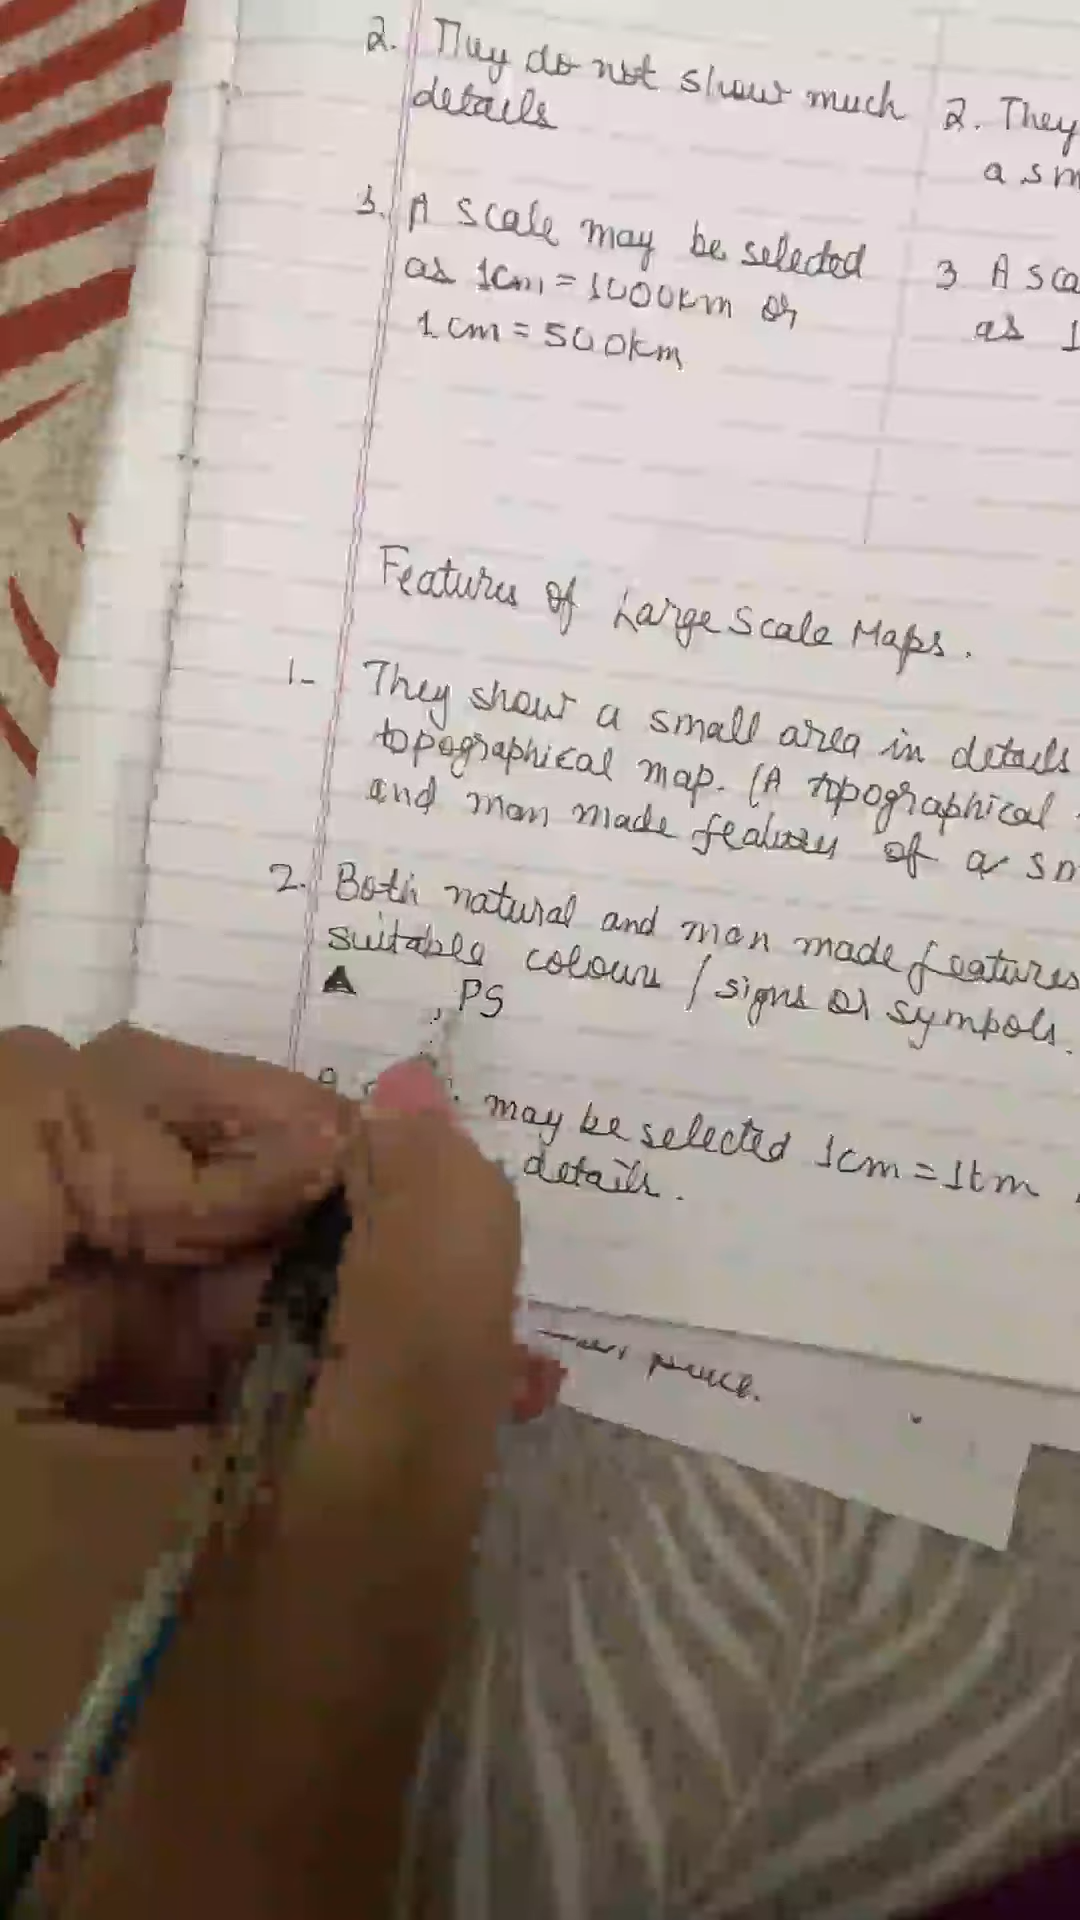 2. They do not show much
details
2. They
a sm
3. A scale may be selected
as 1cm = 1000km or
1cm = 500km
3 A sca
as 1
Features of Large Scale Maps.
1- They show a small area in details
topographical map. (A topographical
and man made features of a sm
2. Both natural and man made features
suitable colours / signs or symbols.
PS
may be selected 1cm = 1km
details.